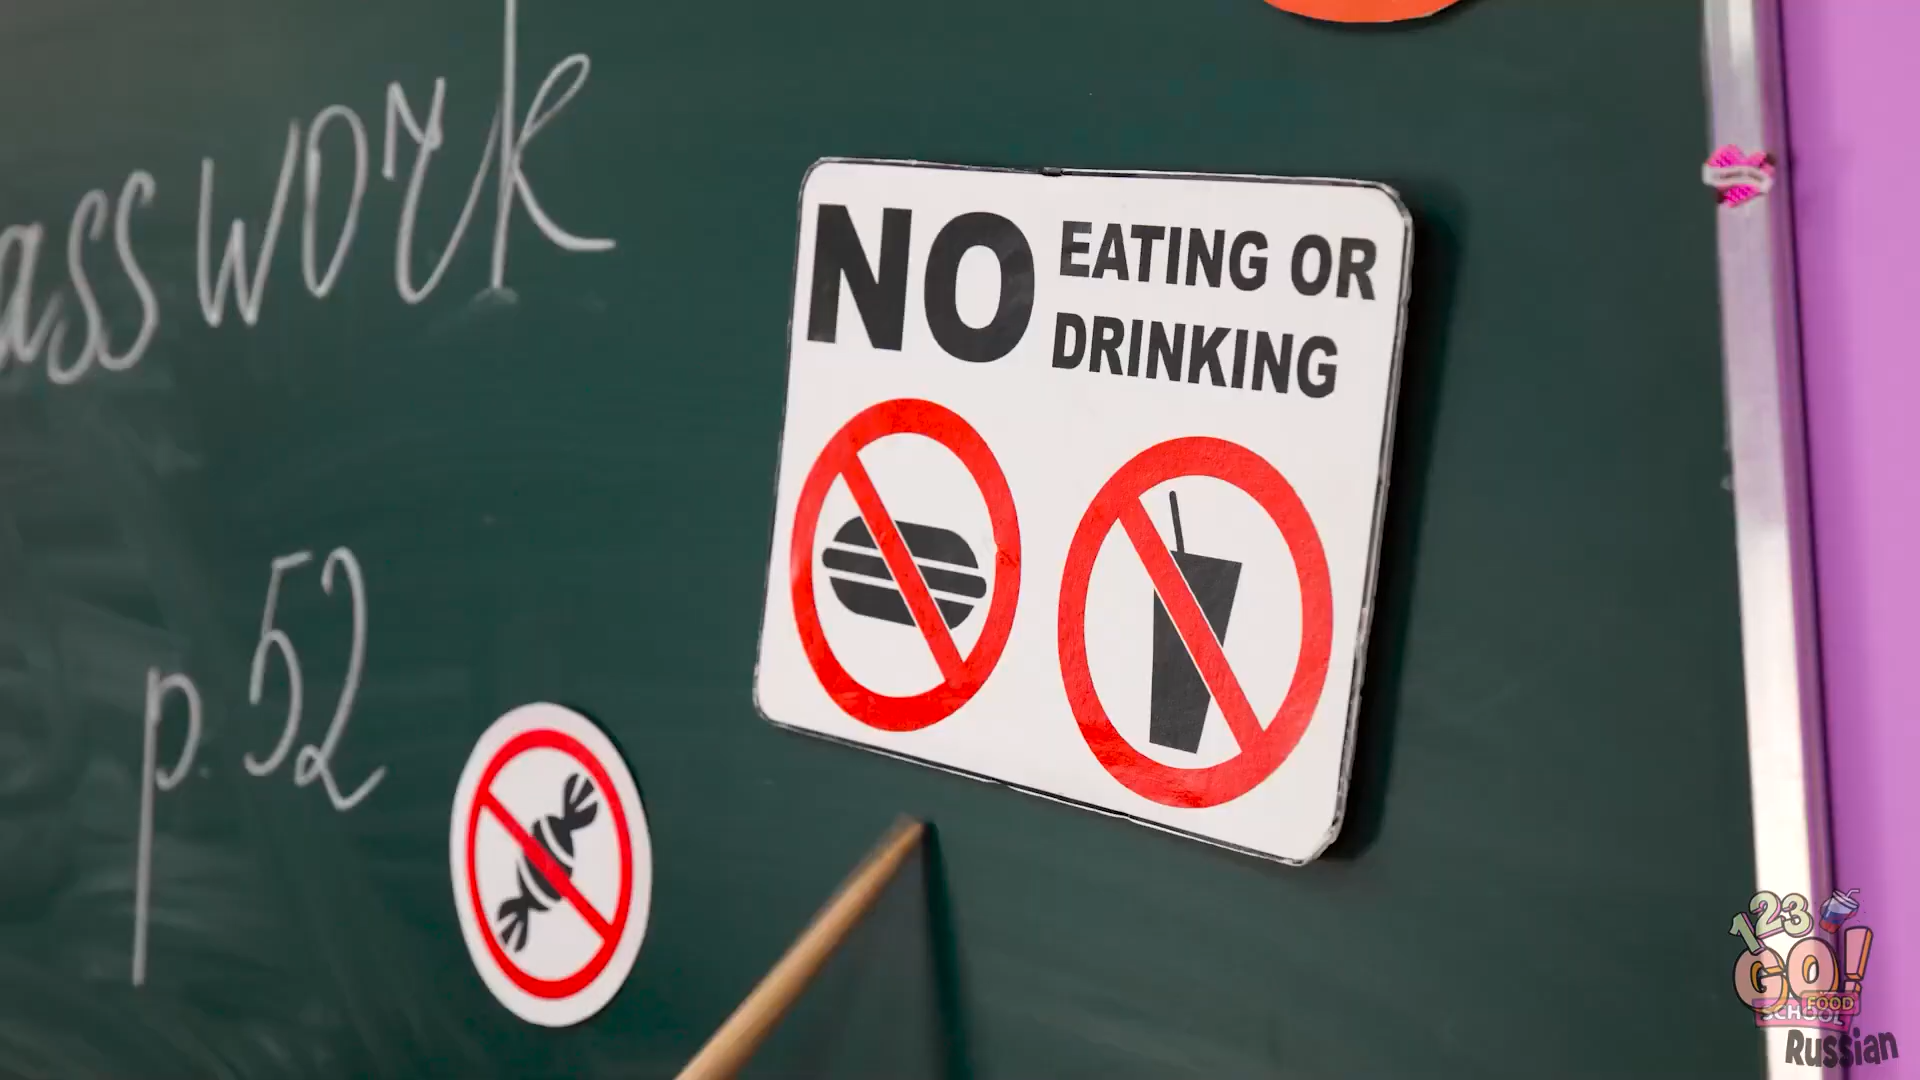 asswork
p. 52
NO EATING OR
DRINKING
123
GO!
FOOD
SCHOOL
Russian